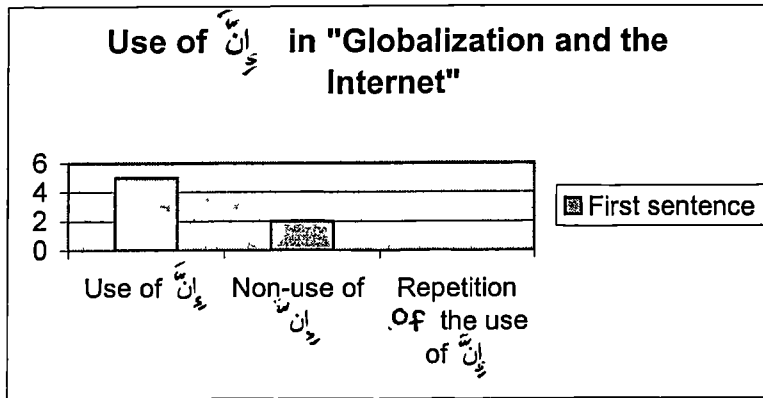 Use of إِنَّ in "Globalization and the
Internet"
6
4
2
0
Use of إِنَّ
Non-use of
إِنَّ
Repetition
of the use
of إِنَّ
First sentence